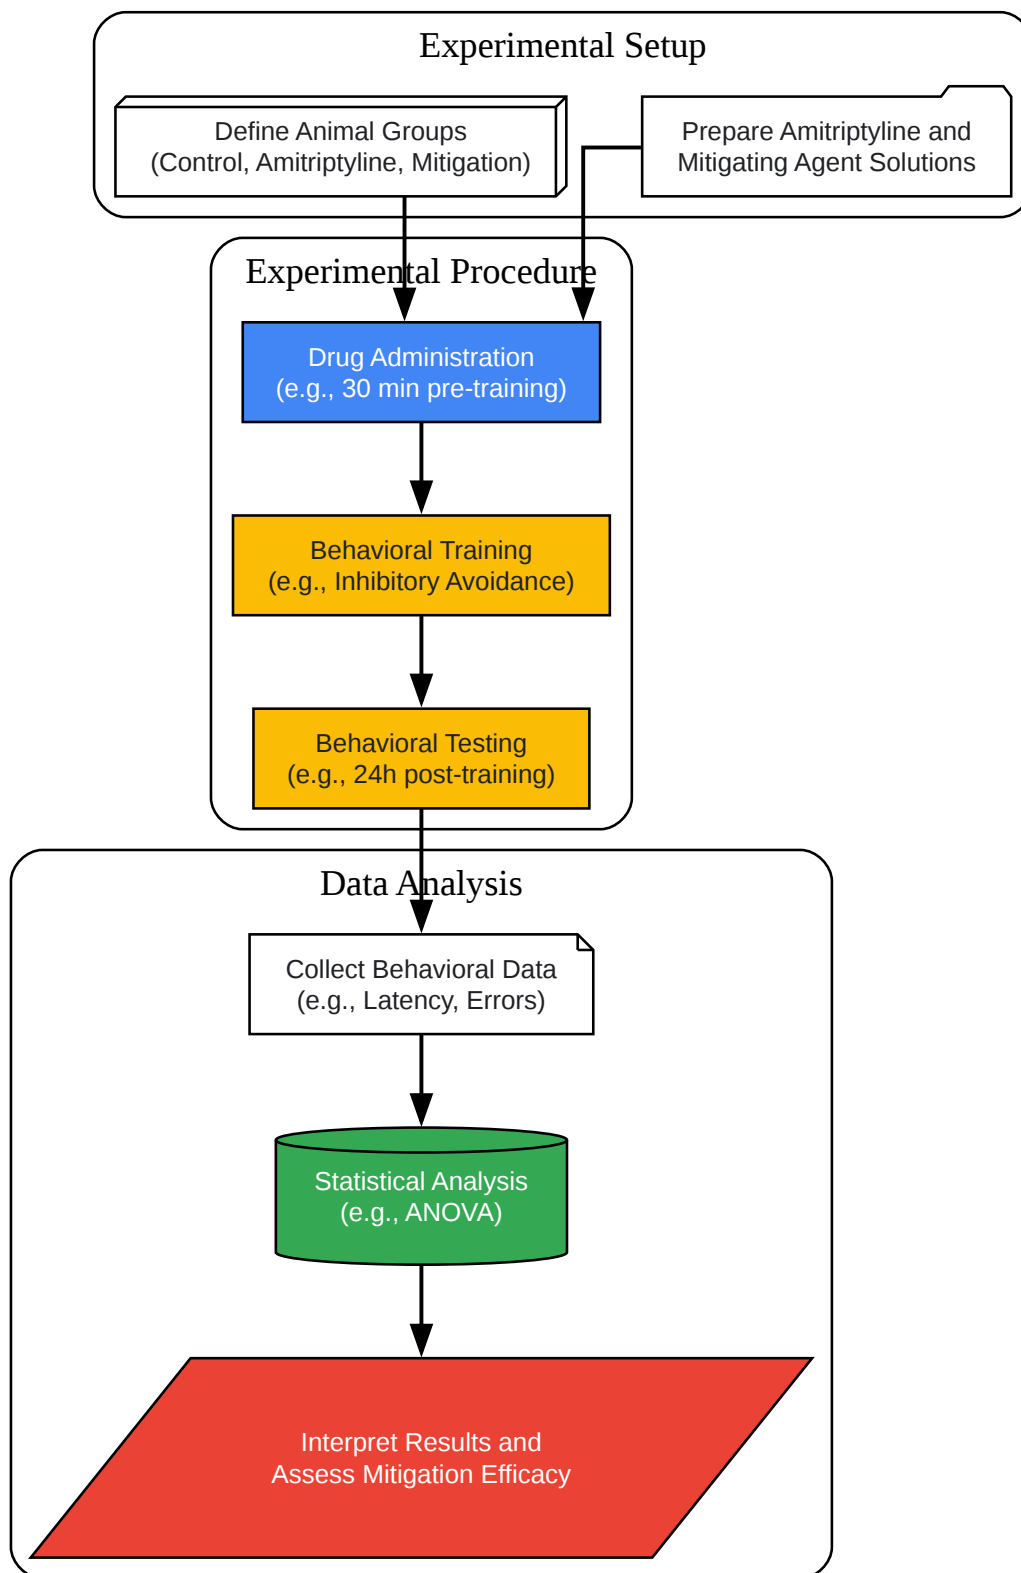 Experimental Setup
Define Animal Groups
(Control, Amitriptyline, Mitigation)
Prepare Amitriptyline and
Mitigating Agent Solutions
Experimental Procedure
Drug Administration
(e.g., 30 min pre-training)
Behavioral Training
(e.g., Inhibitory Avoidance)
Behavioral Testing
(e.g., 24h post-training)
Data Analysis
Collect Behavioral Data
(e.g., Latency, Errors)
Statistical Analysis
(e.g., ANOVA)
Interpret Results and
Assess Mitigation Efficacy